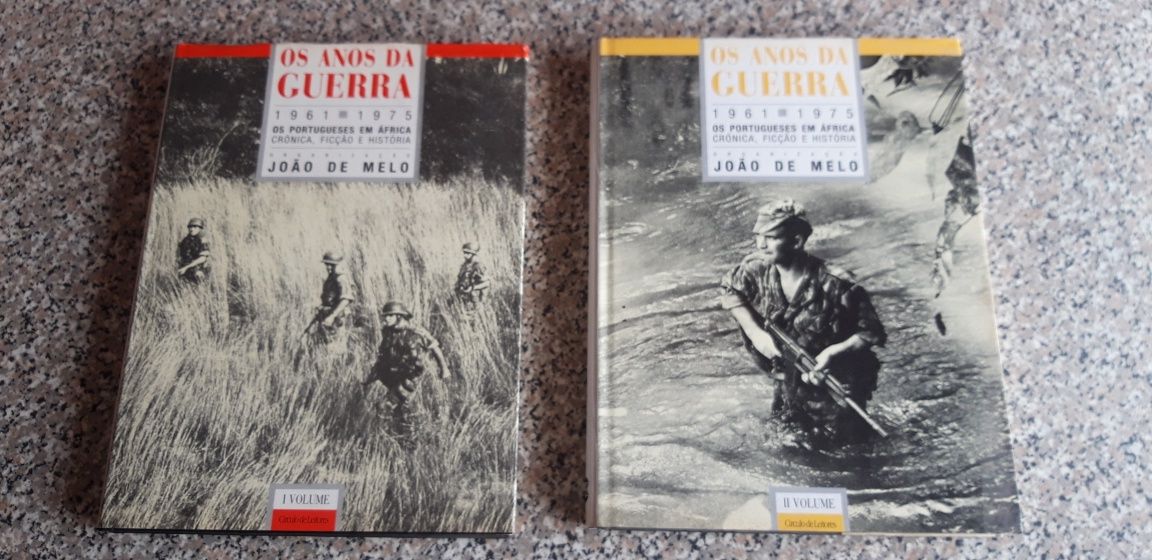 OS ANOS DA
GUERRA
1961 1975
OS PORTUGUESES EM ÁFRICA
CRÓNICA, FICÇÃO E HISTÓRIA
ORGANIZAÇÃO
JOÃO DE MELO
I VOLUME
Círculo de Leitores
OS ANOS DA
GUERRA
1961 1975
OS PORTUGUESES EM ÁFRICA
CRÓNICA, FICÇÃO E HISTÓRIA
ORGANIZAÇÃO
JOÃO DE MELO
II VOLUME
Círculo de Leitores